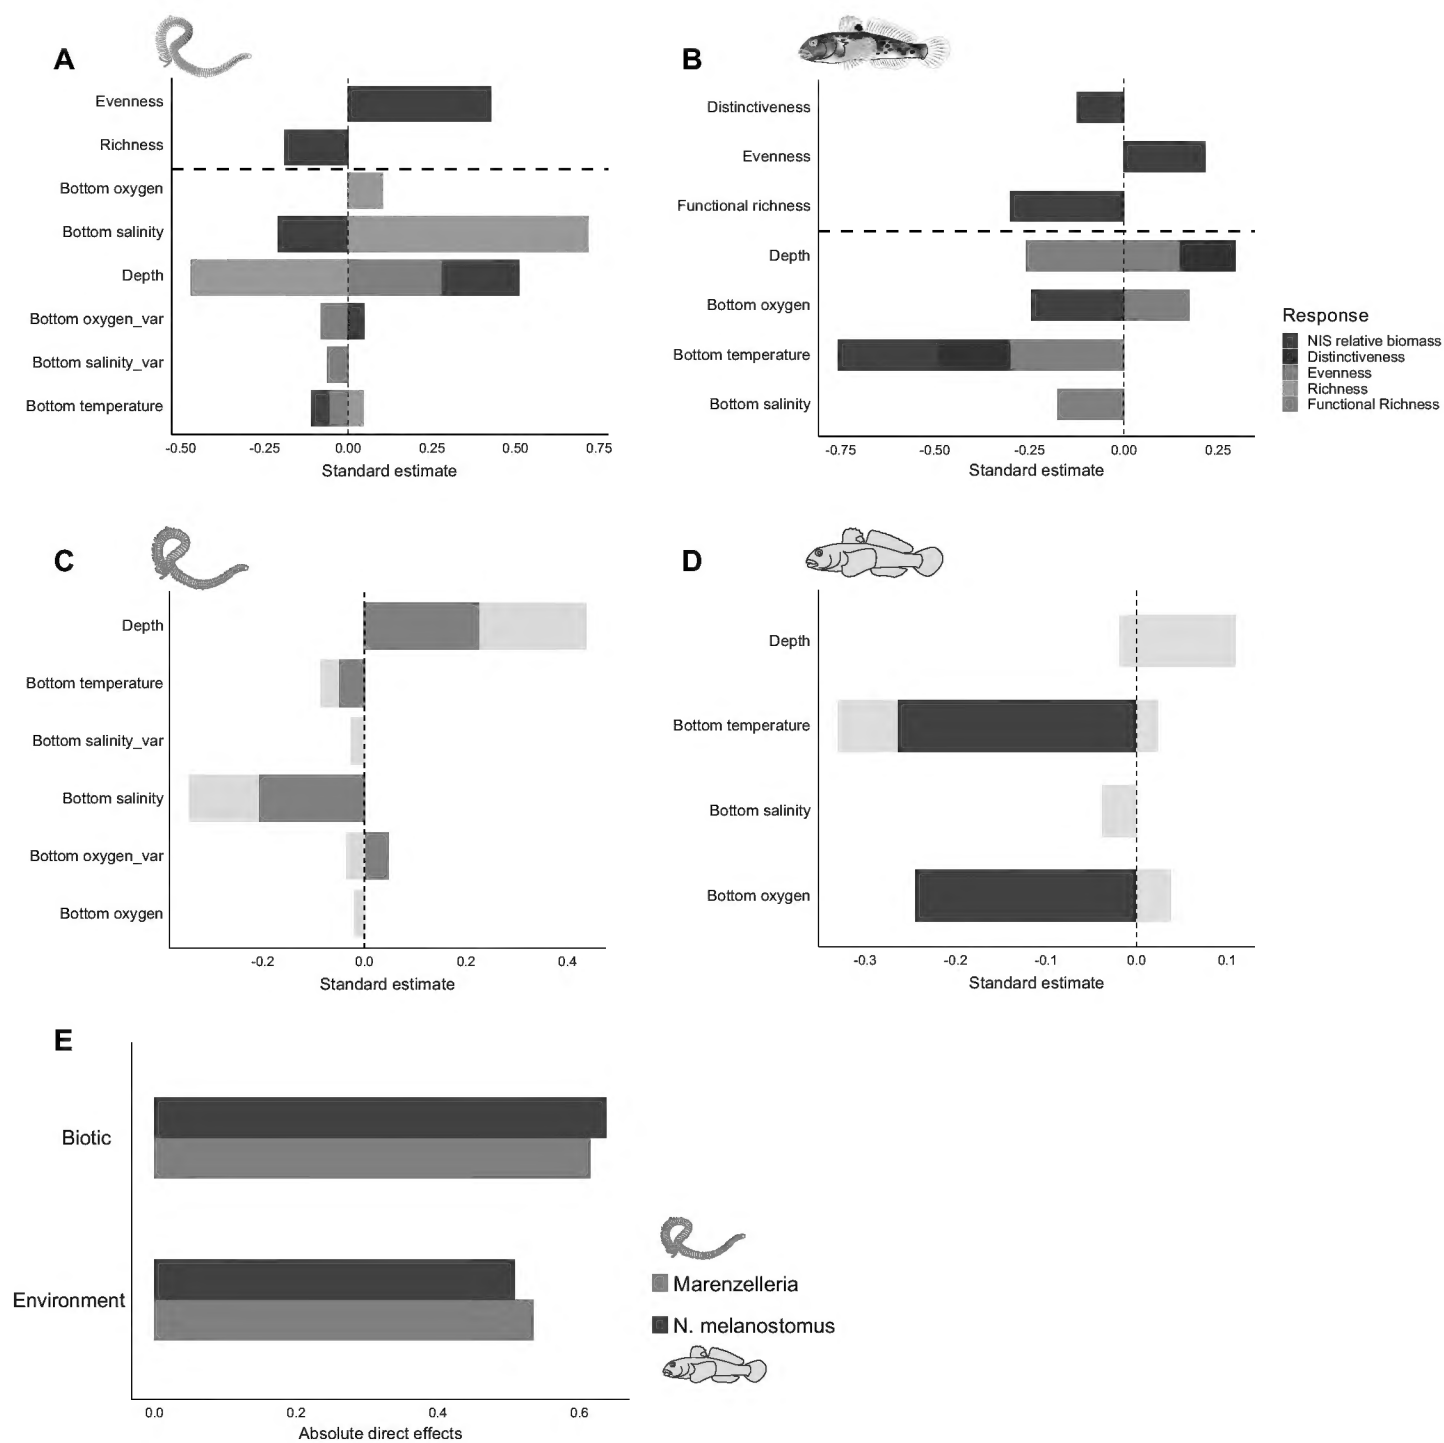 A
Evenness
Richness
Bottom oxygen
Bottom salinity
Depth
Bottom oxygen_var
Bottom salinity_var
Bottom temperature
-0.50 -0.25 0.00 0.25 0.50 0.75
Standard estimate
B
Distinctiveness
Evenness
Functional richness
Depth
Bottom oxygen
Bottom temperature
Bottom salinity
-0.75 -0.50 -0.25 0.00 0.25
Standard estimate
Response
NIS relative biomass
Distinctiveness
Evenness
Richness
Functional Richness
C
Depth
Bottom temperature
Bottom salinity_var
Bottom salinity
Bottom oxygen_var
Bottom oxygen
-0.2 0.0 0.2 0.4
Standard estimate
D
Depth
Bottom temperature
Bottom salinity
Bottom oxygen
-0.3 -0.2 -0.1 0.0 0.1
Standard estimate
E
Biotic
Environment
0.0 0.2 0.4 0.6
Absolute direct effects
Marenzelleria
N. melanostomus